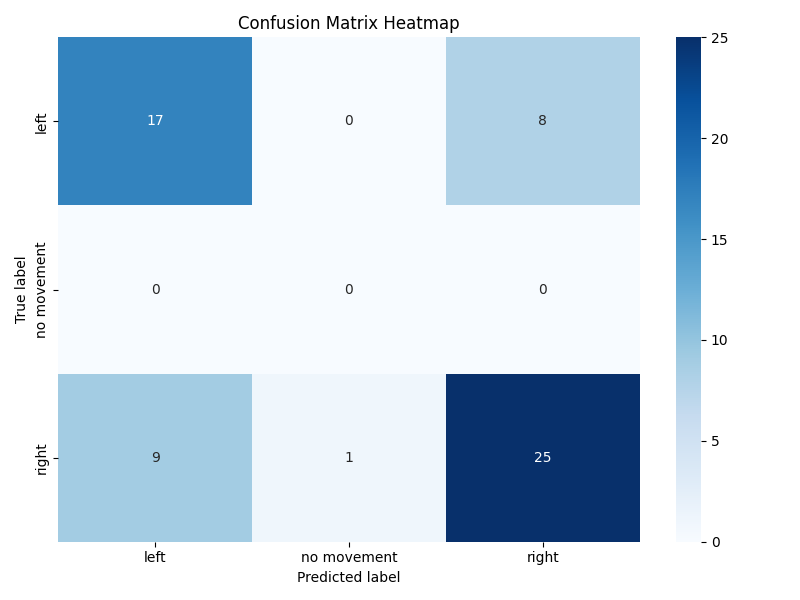 Confusion Matrix Heatmap
True label
left
17
0
8
no movement
0
0
0
right
9
1
25
left
no movement
right
Predicted label
25
20
15
10
5
0